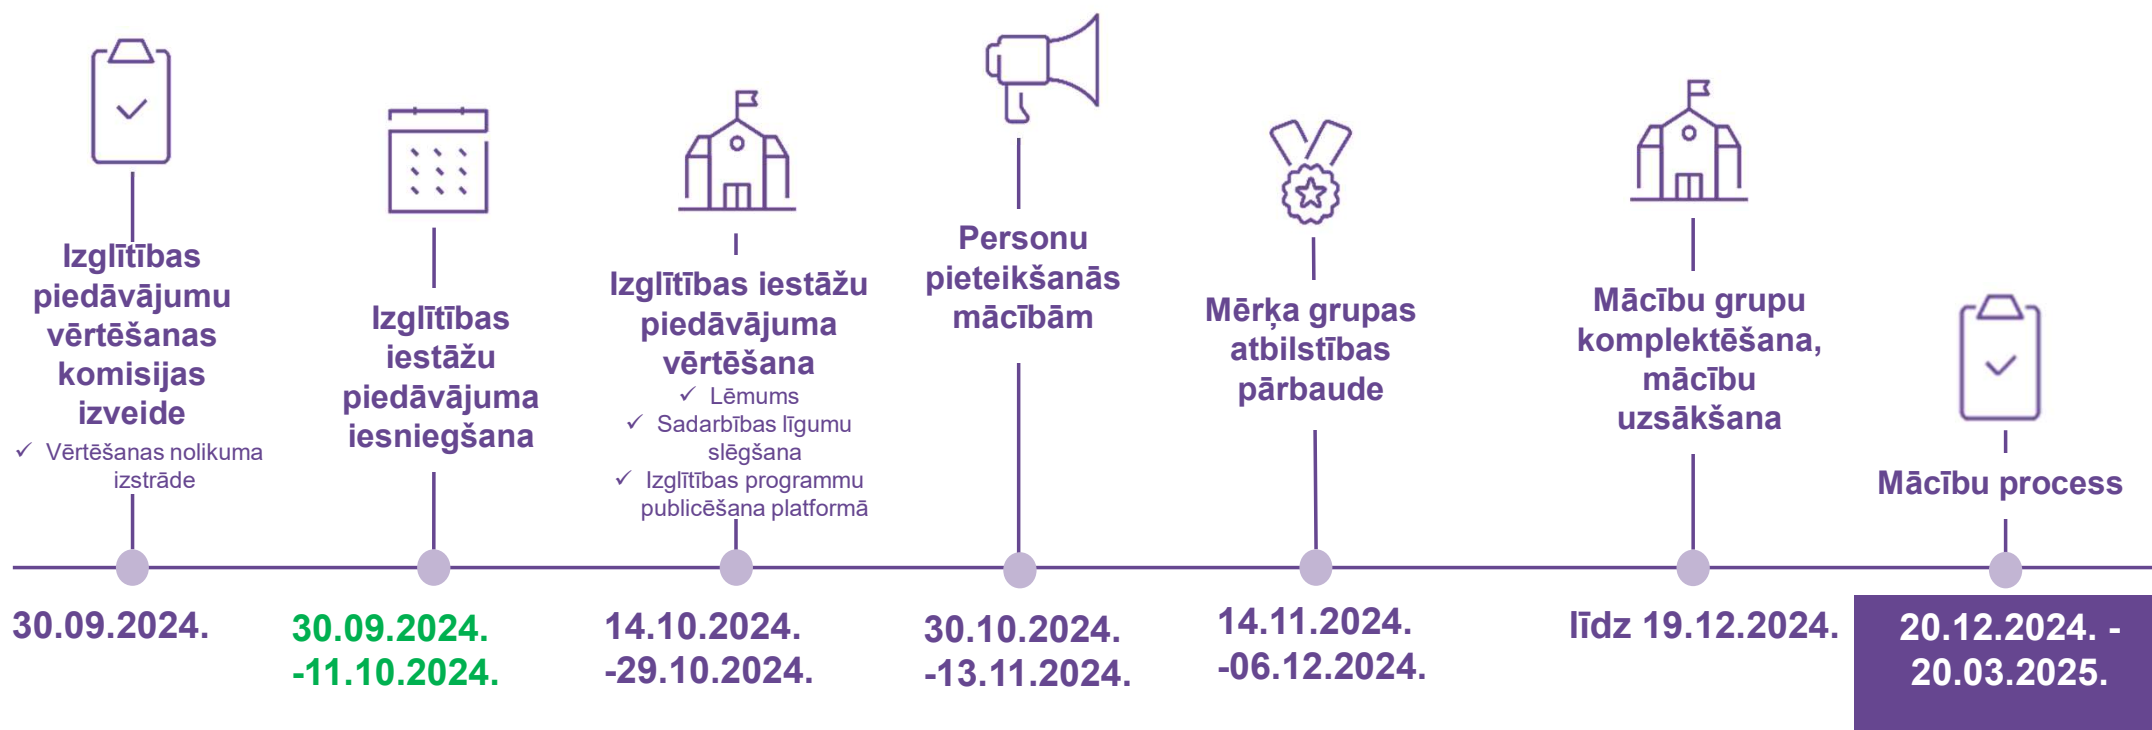 Izglītības
piedāvājumu
vērtēšanas
komisijas
izveide
✓ Vērtēšanas nolikuma
izstrāde
30.09.2024.
Izglītības
iestāžu
piedāvājuma
iesniegšana
30.09.2024.
-11.10.2024.
Izglītības iestāžu
piedāvājuma
vērtēšana
✓ Lēmums
✓ Sadarbības līgumu
slēgšana
✓ Izglītības programmu
publicēšana platformā
14.10.2024.
-29.10.2024.
Personu
pieteikšanās
mācībām
30.10.2024.
-13.11.2024.
Mērķa grupas
atbilstības
pārbaude
14.11.2024.
-06.12.2024.
Mācību grupu
komplektēšana,
mācību
uzsākšana
līdz 19.12.2024.
Mācību process
20.12.2024. -
20.03.2025.